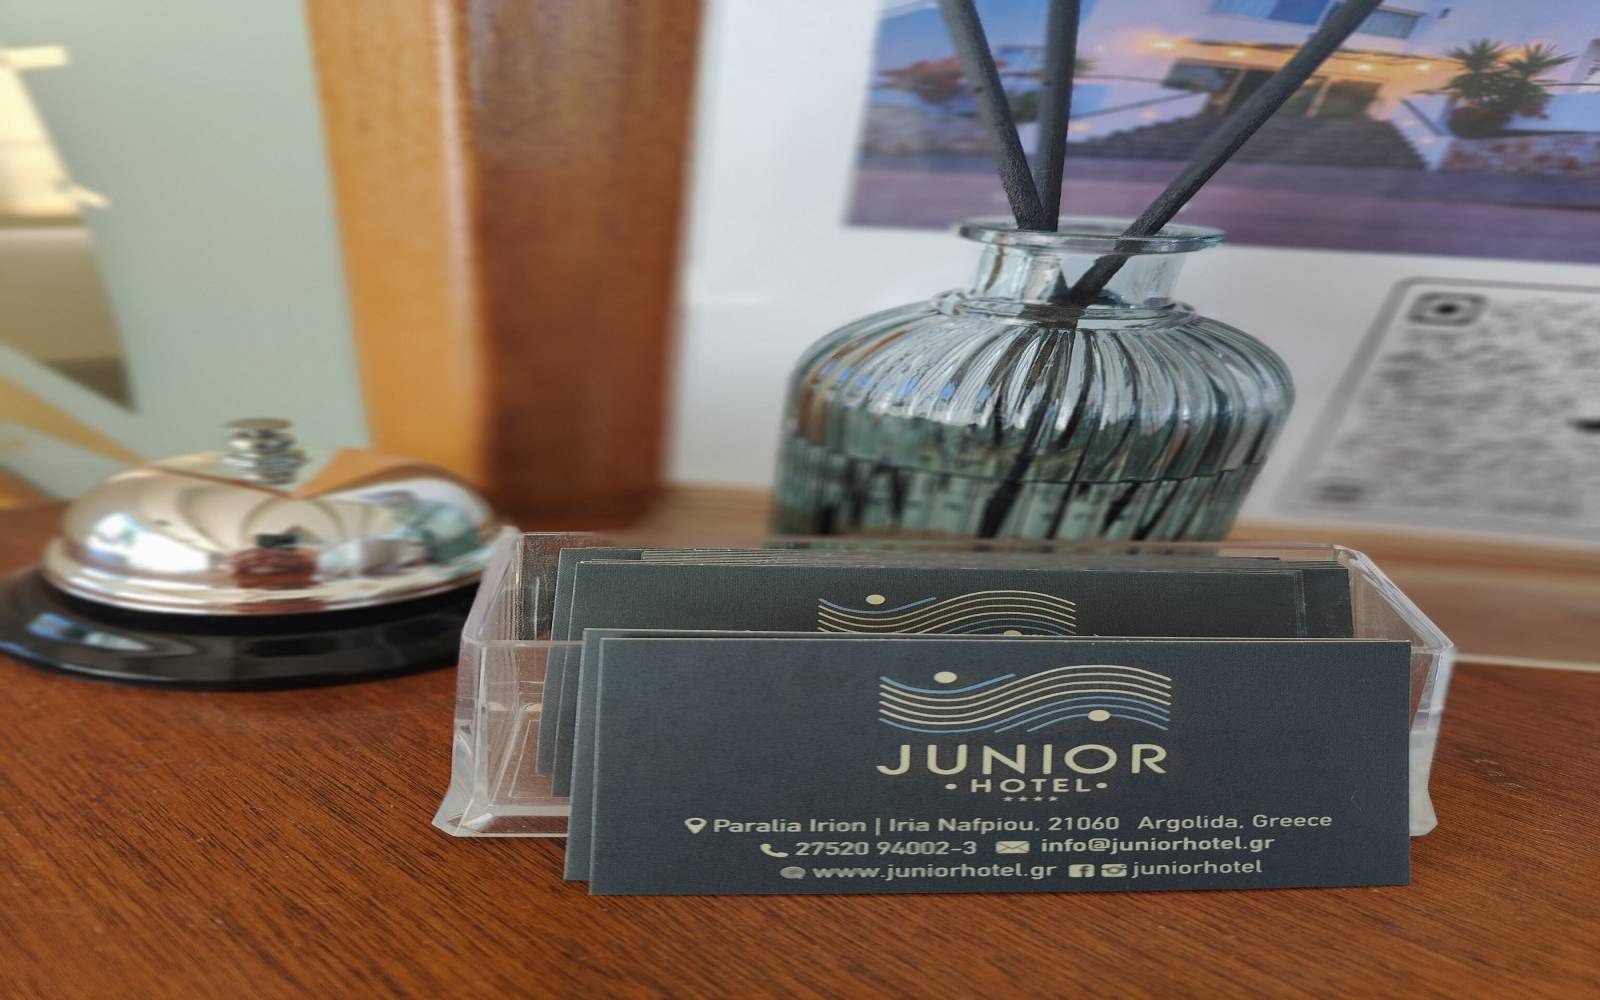 JUNIOR
• HOTEL •
★★★★
Paralia Irion | Iria Nafpiou, 21060 Argolida, Greece
27520 94002-3 info@juniorhotel.gr
www.juniorhotel.gr juniorhotel